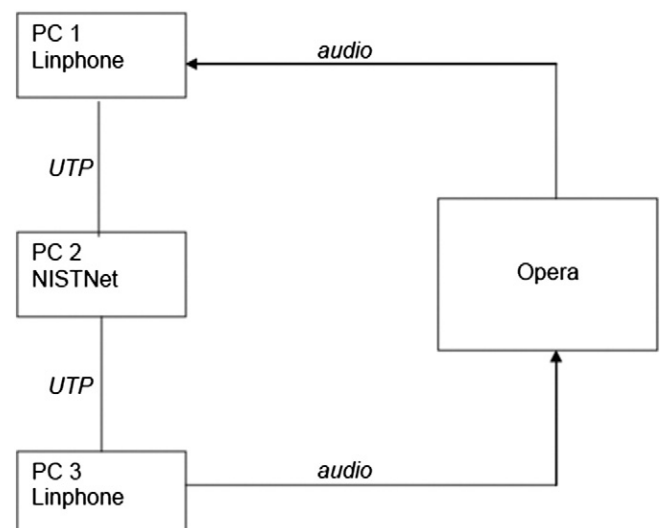 PC 1
Linphone
audio
UTP
PC 2
NISTNet
Opera
UTP
PC 3
Linphone
audio